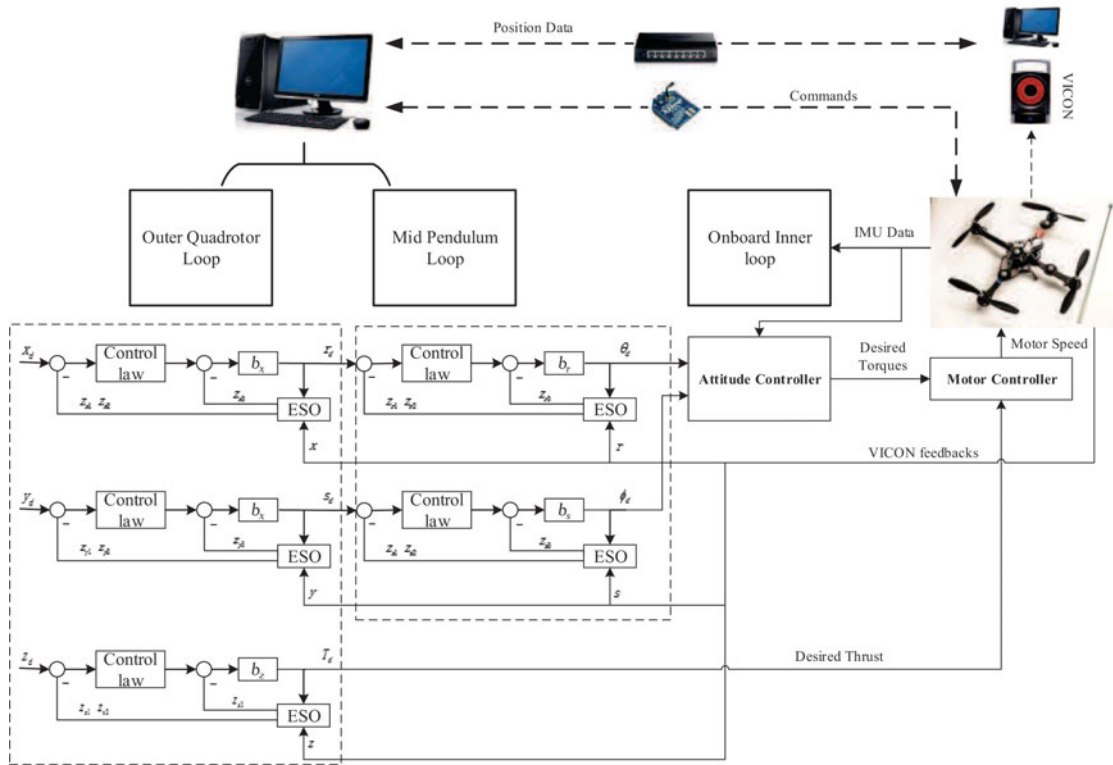 Position Data
Commands
VICON
Outer Quadrotor
Loop
Mid Pendulum
Loop
Onboard Inner
loop
IMU Data
x_d
Control
law
b_x
r_d
Control
law
b_r
θ_d
Attitude Controller
Desired
Torques
Motor Controller
Motor Speed
ESO
ESO
x
r
VICON feedbacks
y_d
Control
law
b_x
s_d
Control
law
b_s
ϕ_d
ESO
ESO
y
s
z_d
Control
law
b_z
Desired Thrust
ESO
z